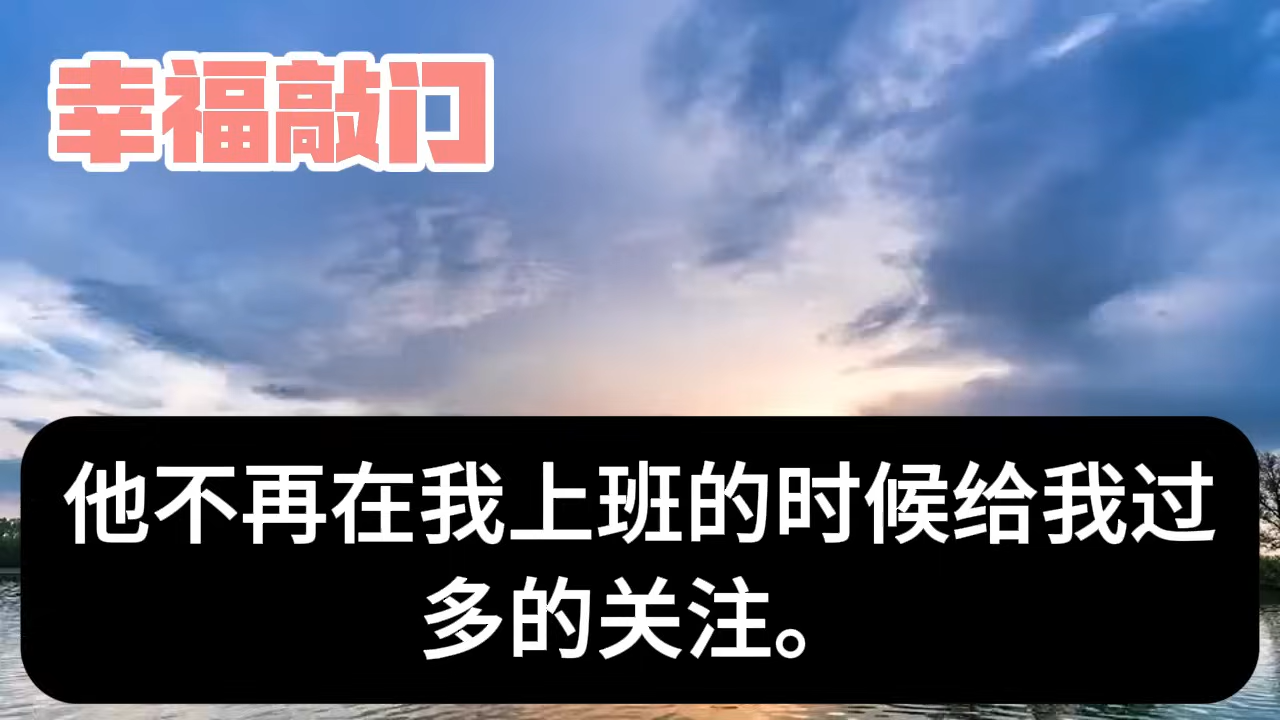 幸福敲门
他不再在我上班的时候给我过
多的关注。